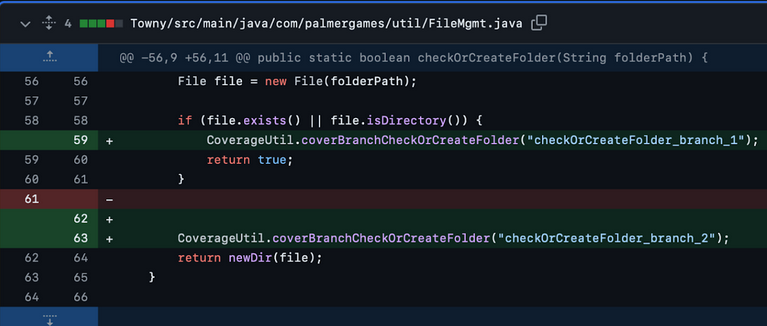 4 Towny/src/main/java/com/palmergames/util/FileMgmt.java
@@ -56,9 +56,11 @@ public static boolean checkOrCreateFolder(String folderPath) {
56 56 File file = new File(folderPath);
57 57
58 58 if (file.exists() || file.isDirectory()) {
59 + CoverageUtil.coverBranchCheckOrCreateFolder("checkOrCreateFolder_branch_1");
59 60 return true;
60 61 }
61 -
62 +
63 + CoverageUtil.coverBranchCheckOrCreateFolder("checkOrCreateFolder_branch_2");
62 64 return newDir(file);
63 65 }
64 66